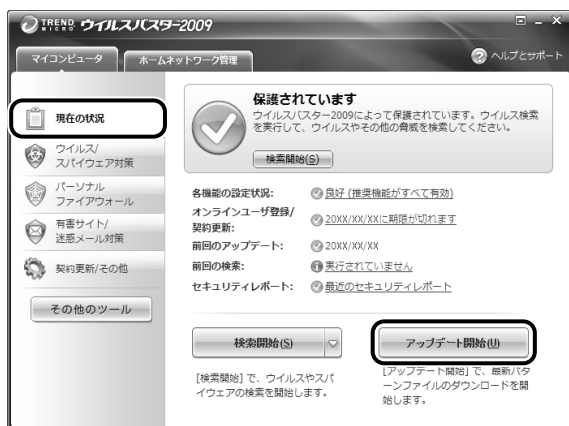 TREND MICRO ウイルスバスター2009
マイコンピュータ
ホームネットワーク管理
ヘルプとサポート
現在の状況
ウイルス/
スパイウェア対策
パーソナル
ファイアウォール
有害サイト/
迷惑メール対策
契約更新/その他
その他のツール
保護されています
ウイルスバスター2009によって保護されています。ウイルス検索
を実行して、ウイルスやその他の脅威を検索してください。
検索開始(S)
各機能の設定状況: 良好 (推奨機能がすべて有効)
オンラインユーザ登録/
契約更新: 20XX/XX/XXに期限が切れます
前回のアップデート: 20XX/XX/XX
前回の検索: 実行されていません
セキュリティレポート: 最近のセキュリティレポート
検索開始(S)
[検索開始] で、ウイルスやスパ
イウェアの検索を開始します。
アップデート開始(U)
[アップデート開始] で、最新パタ
ーンファイルのダウンロードを開
始します。